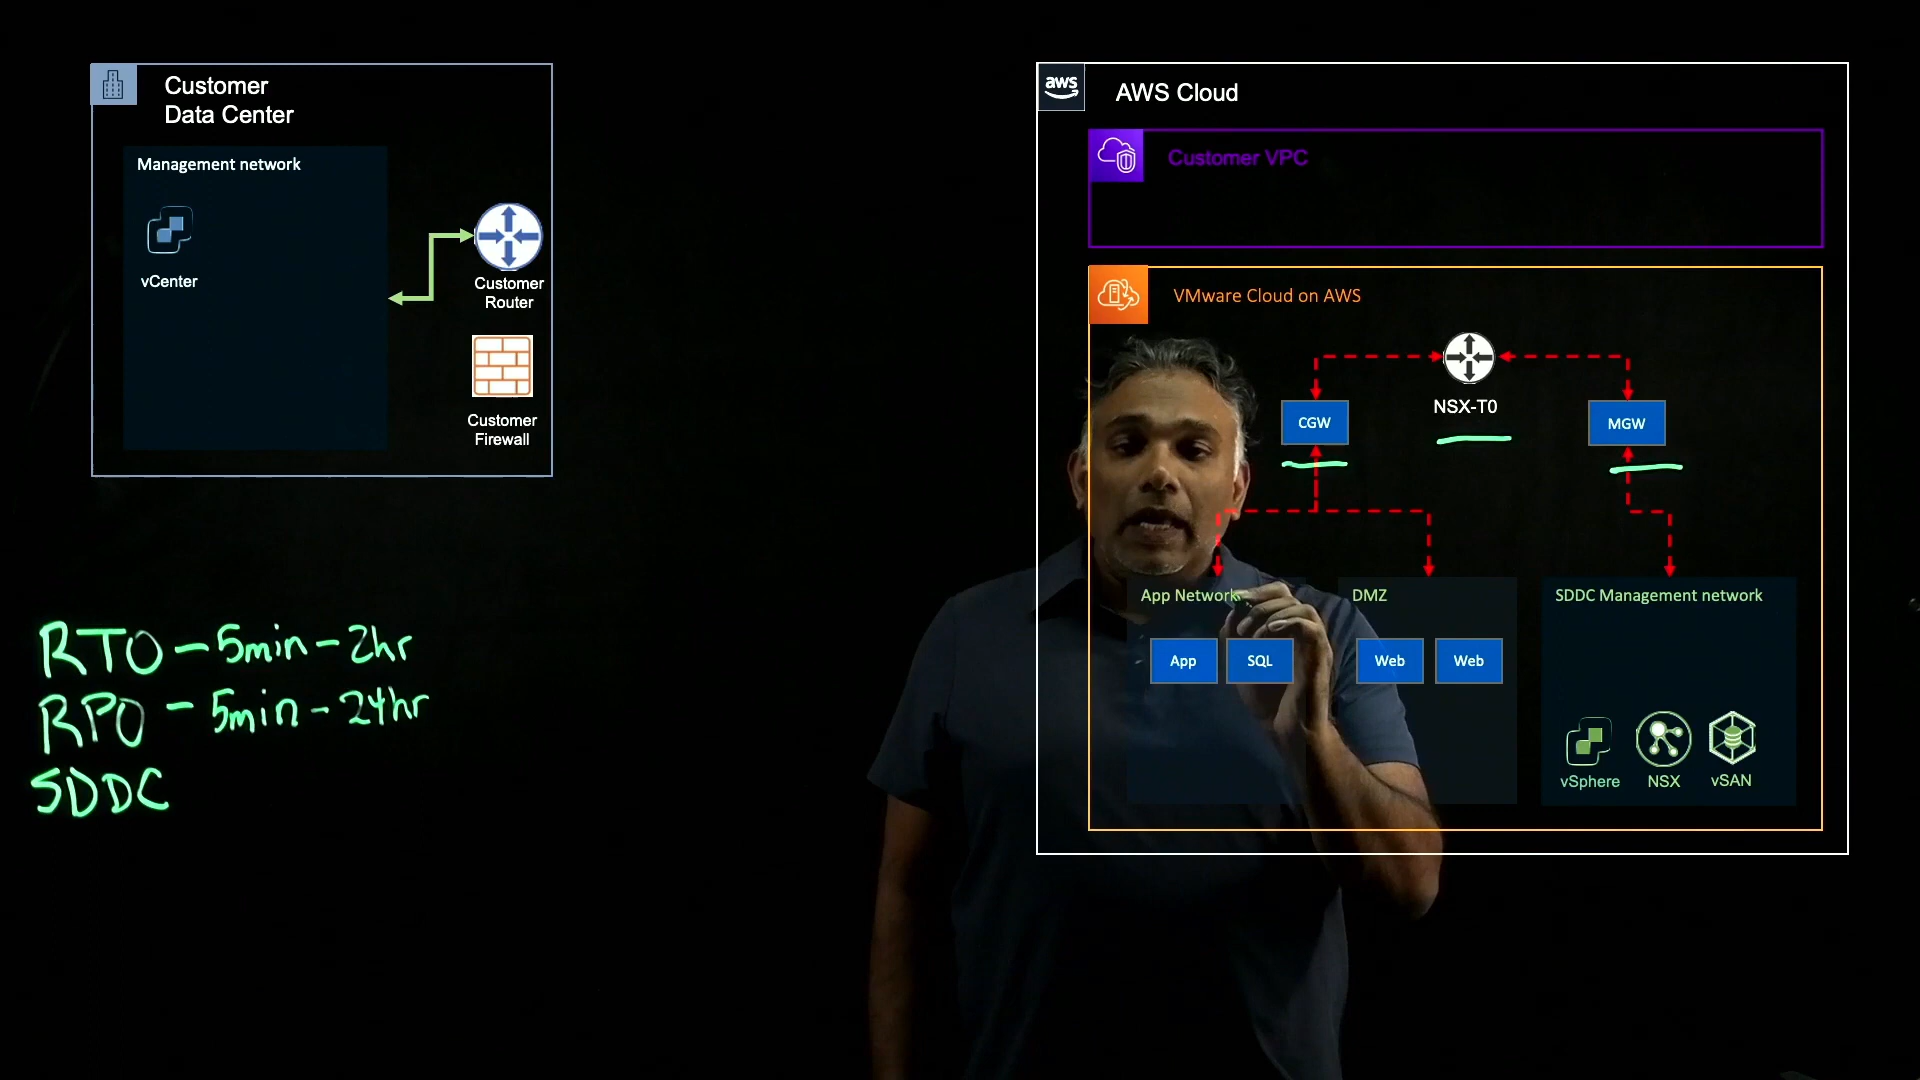 Customer
Data Center
Management network
vCenter
Customer
Router
Customer
Firewall
RTO - 5min - 2hr
RPO - 5min - 24hr
SDDC
aws
AWS Cloud
Customer VPC
VMware Cloud on AWS
NSX-T0
CGW
MGW
App Network
App
SQL
DMZ
Web
Web
SDDC Management network
vSphere
NSX
vSAN